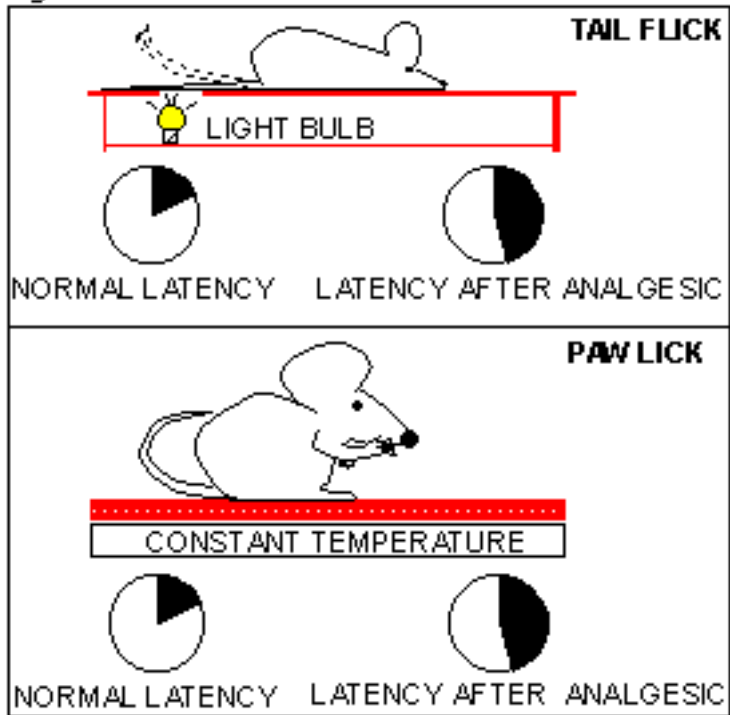 TAIL FLICK
LIGHT BULB
NORMAL LATENCY LATENCY AFTER ANALGESIC
PAW LICK
CONSTANT TEMPERATURE
NORMAL LATENCY LATENCY AFTER ANALGESIC